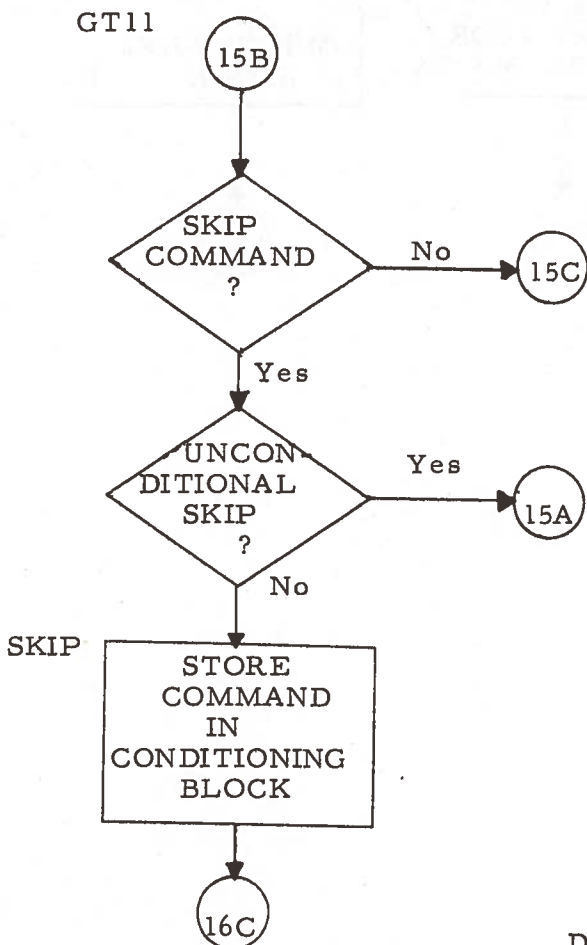 GT11
15B
SKIP
COMMAND
?
No
15C
Yes
UNCON-
DITIONAL
SKIP
?
Yes
15A
No
SKIP
STORE
COMMAND
IN
CONDITIONING
BLOCK
16C
D